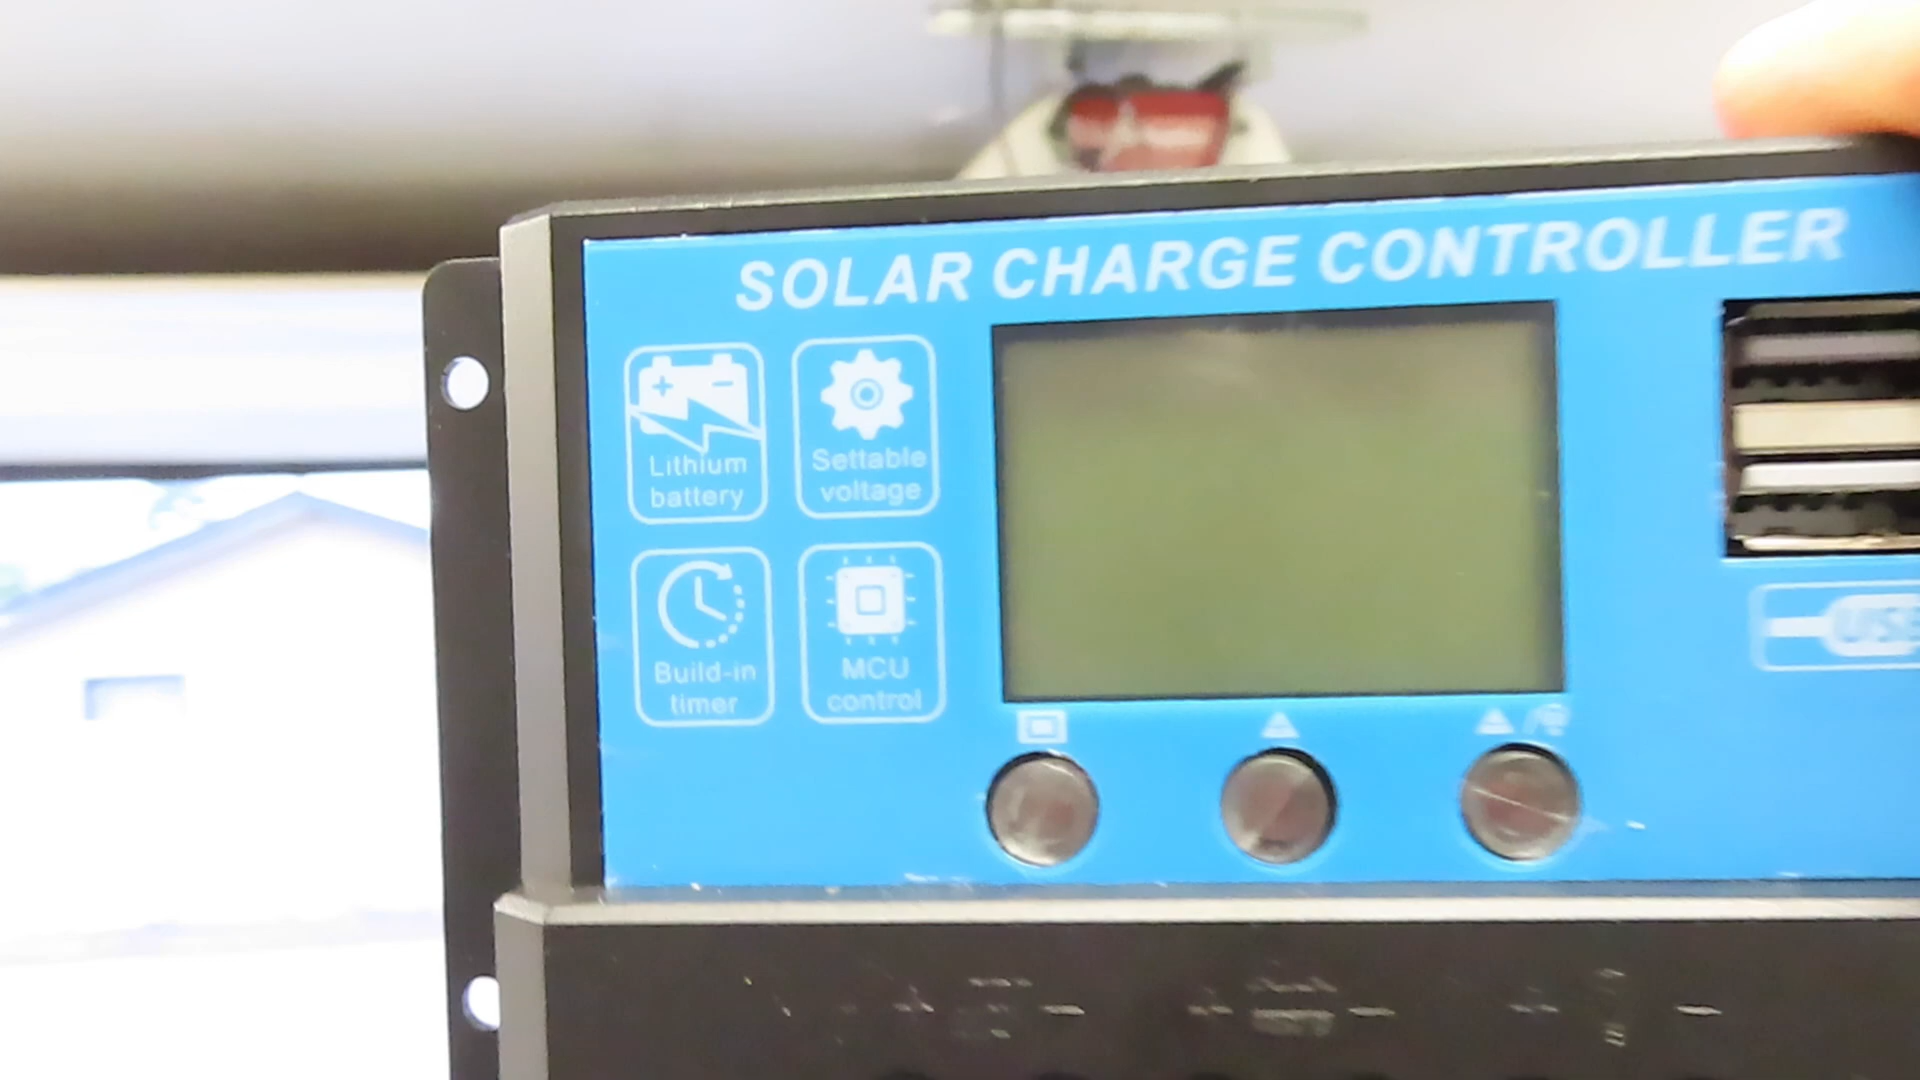 SOLAR CHARGE CONTROLLER
Lithium
battery
Settable
voltage
Build-in
timer
MCU
control
USB